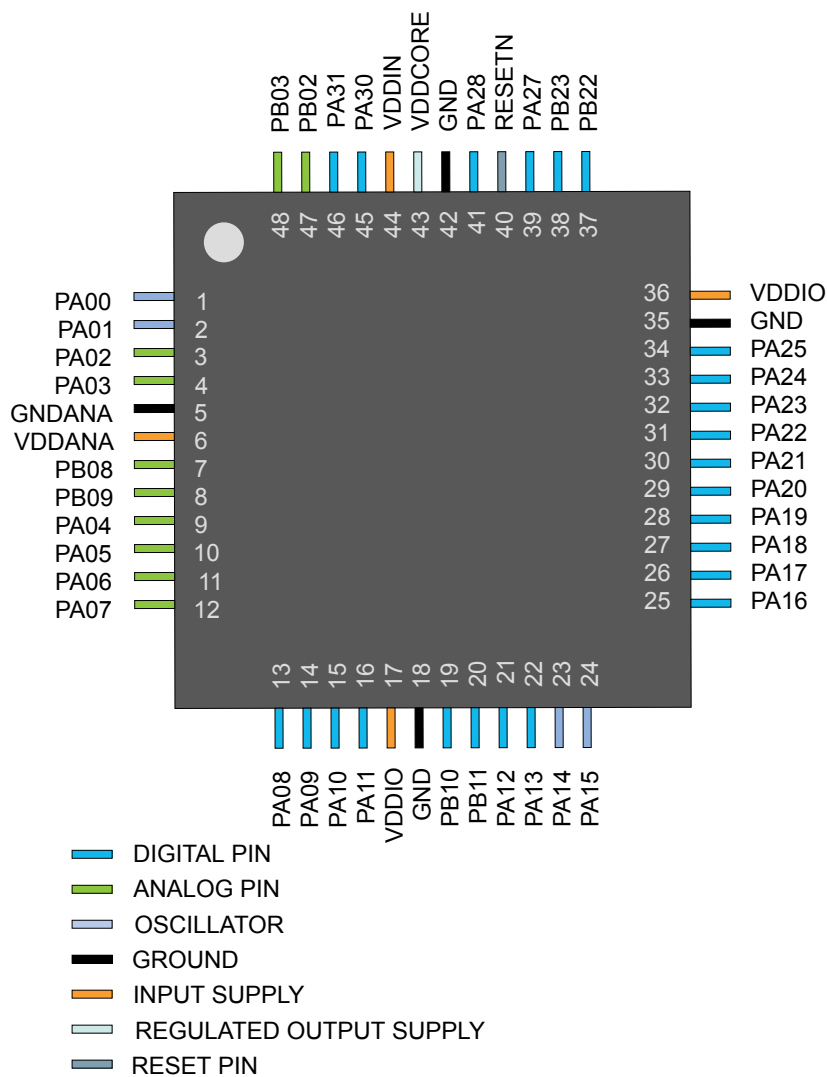 PB03
PB02
PA31
PA30
VDDIN
VDDCORE
GND
PA28
RESETN
PA27
PB23
PB22
48
47
46
45
44
43
42
41
40
39
38
37
PA00 1
PA01 2
PA02 3
PA03 4
GNDANA 5
VDDANA 6
PB08 7
PB09 8
PA04 9
PA05 10
PA06 11
PA07 12
36 VDDIO
35 GND
34 PA25
33 PA24
32 PA23
31 PA22
30 PA21
29 PA20
28 PA19
27 PA18
26 PA17
25 PA16
13
14
15
16
17
18
19
20
21
22
23
24
PA08
PA09
PA10
PA11
VDDIO
GND
PB10
PB11
PA12
PA13
PA14
PA15
DIGITAL PIN
ANALOG PIN
OSCILLATOR
GROUND
INPUT SUPPLY
REGULATED OUTPUT SUPPLY
RESET PIN